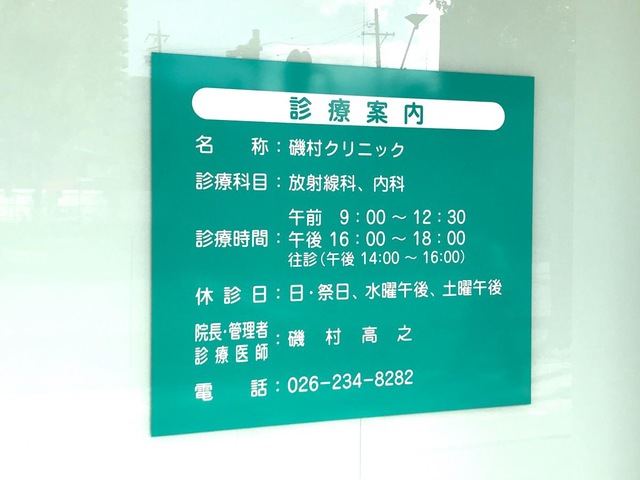 診療案内
名　称：磯村クリニック
診療科目：放射線科、内科
午前　9：00 ～ 12：30
診療時間：午後 16：00 ～ 18：00
往診（午後 14:00 ～ 16:00）
休 診 日：日・祭日、水曜午後、土曜午後
院長・管理者
診 療 医 師：磯　村　高　之
電　話：026-234-8282